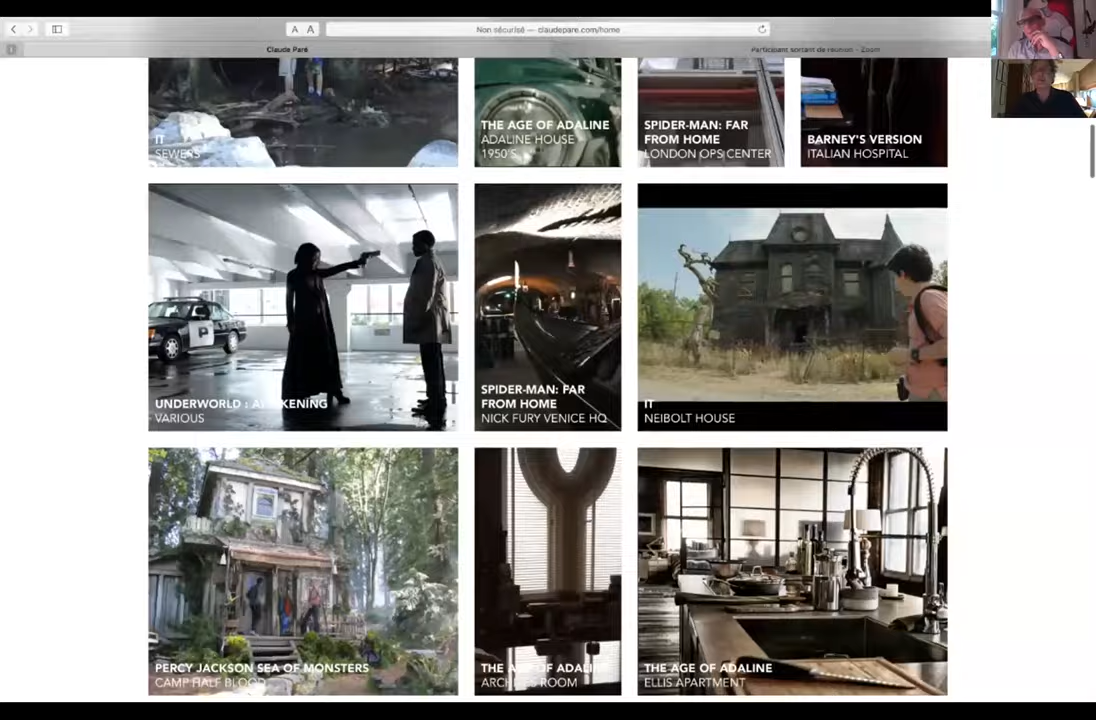 A A
Non sécurisé — claudepare.com/home
Claude Paré
Participant sortant de réunion - Zoom
IT
SEWERS
THE AGE OF ADALINE
ADALINE HOUSE
1950'S
SPIDER-MAN: FAR
FROM HOME
LONDON OPS CENTER
BARNEY'S VERSION
ITALIAN HOSPITAL
UNDERWORLD : AWAKENING
VARIOUS
SPIDER-MAN: FAR
FROM HOME
NICK FURY VENICE HQ
IT
NEIBOLT HOUSE
PERCY JACKSON SEA OF MONSTERS
CAMP HALF BLOOD
THE AGE OF ADALINE
ARCHIVES ROOM
THE AGE OF ADALINE
ELLIS APARTMENT